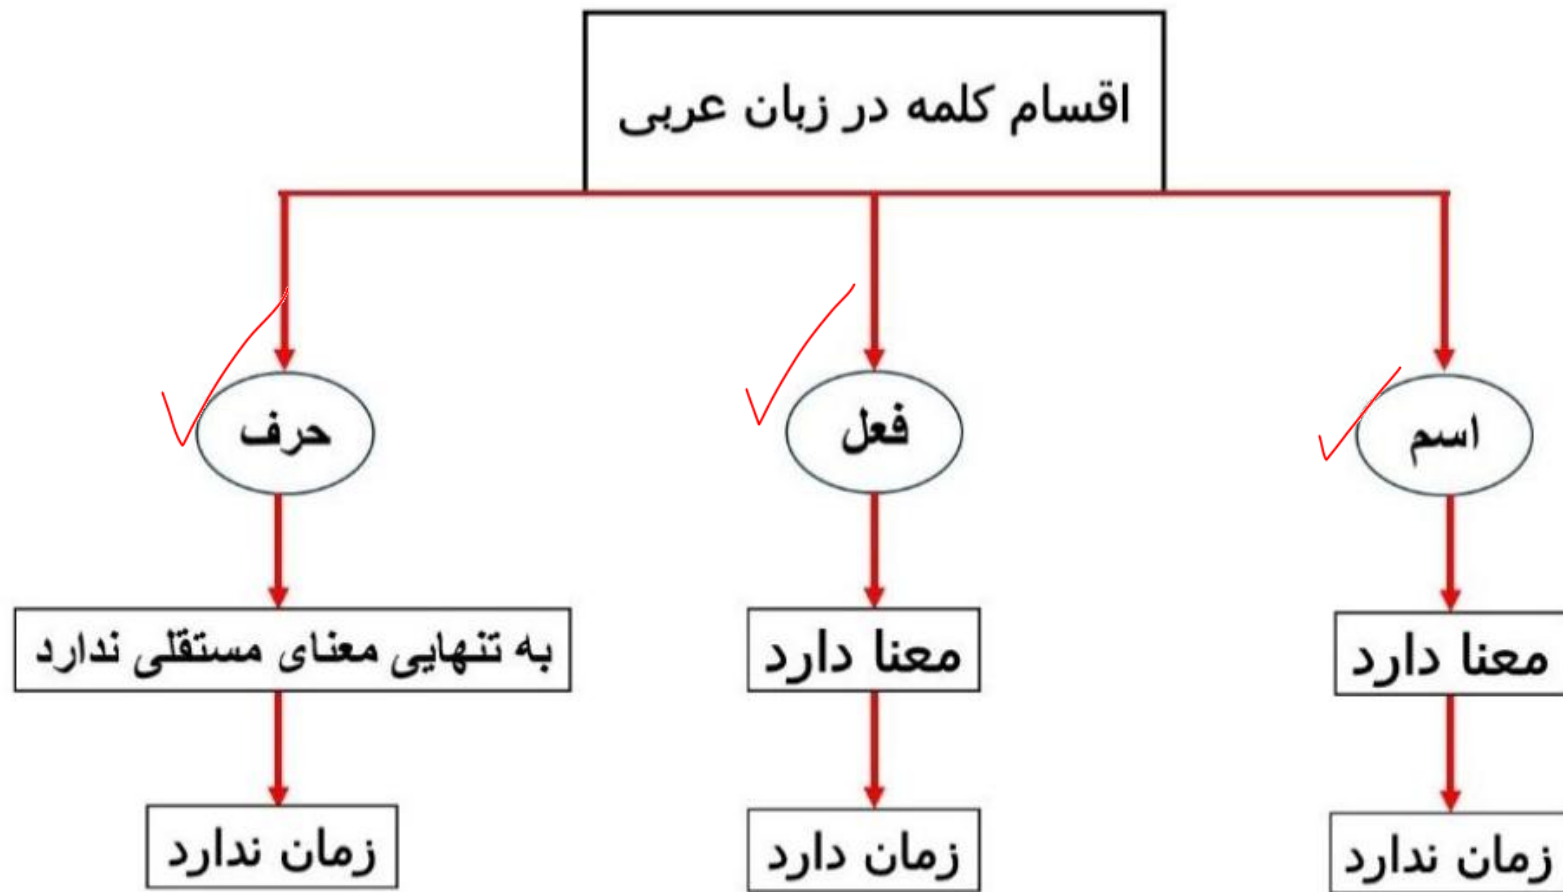 اقسام کلمه در زبان عربی
اسم
فعل
حرف
معنا دارد
معنا دارد
به تنهایی معنای مستقلی ندارد
زمان ندارد
زمان دارد
زمان ندارد